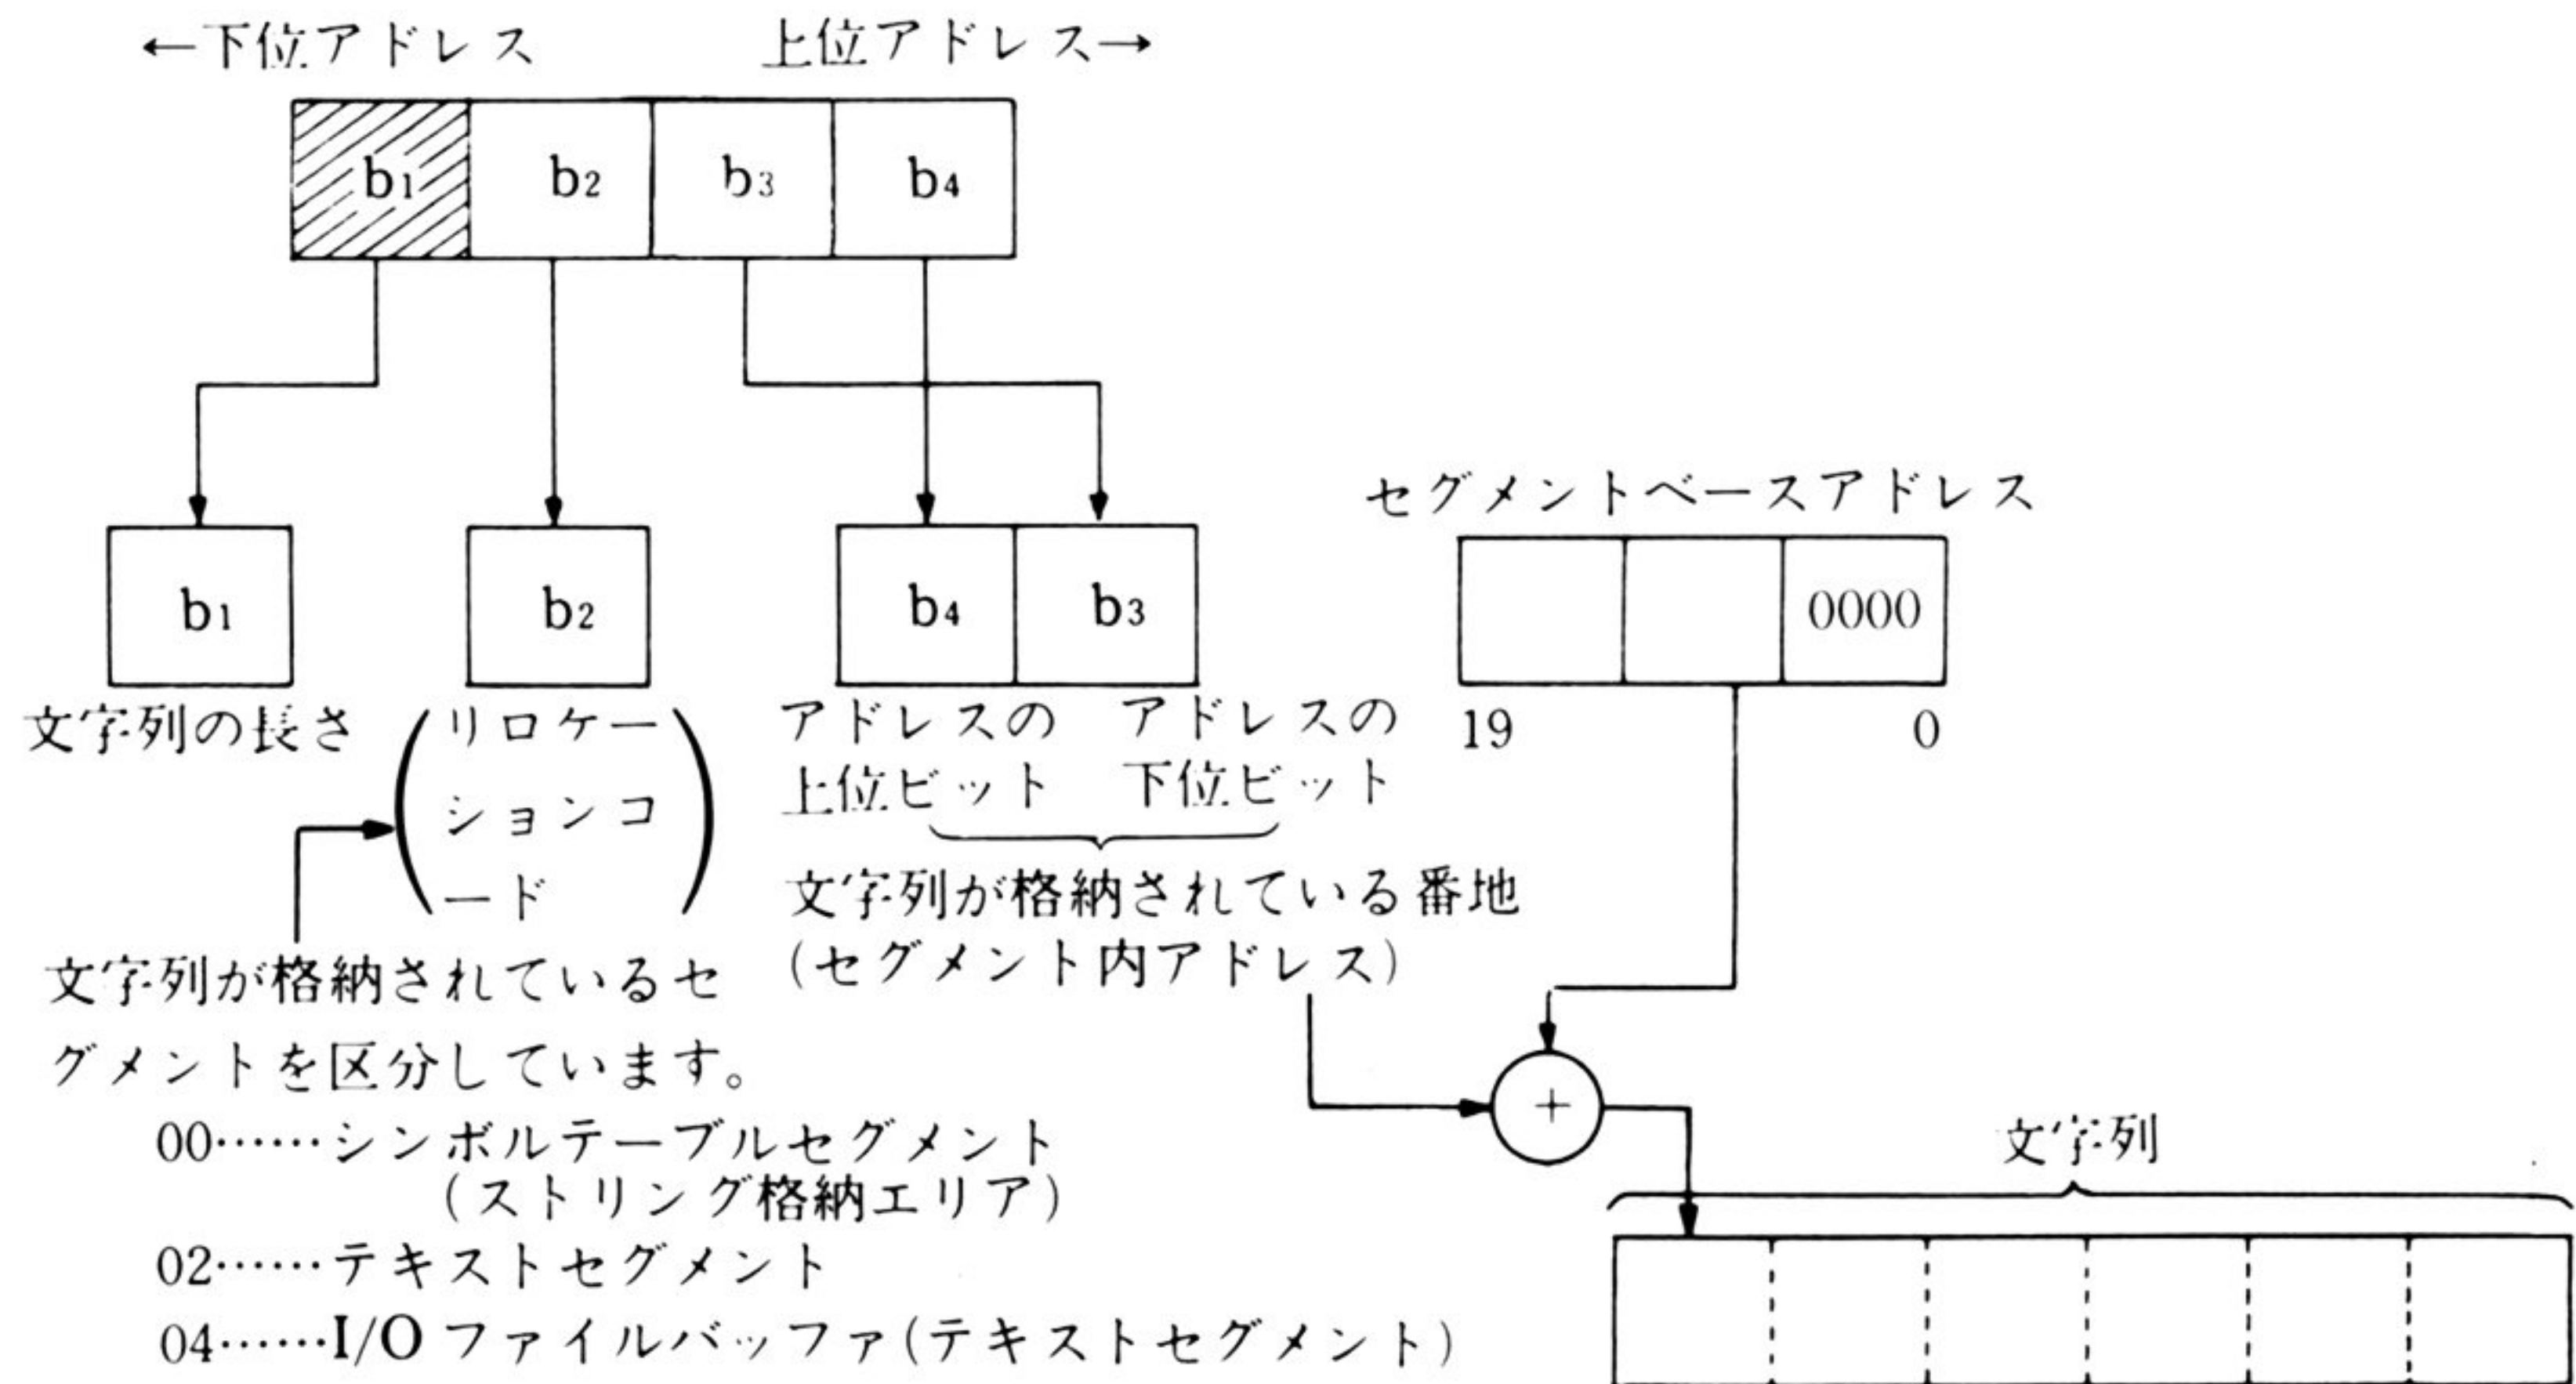 ←下位アドレス 上位アドレス→
b1 b2 b3 b4
セグメントベースアドレス
b1 b2 b4 b3 0000
19 0
文字列の長さ
リロケー
ションコ
ード
アドレスの
上位ビット
アドレスの
下位ビット
文字列が格納されている番地
(セグメント内アドレス)
文字列が格納されているセ
グメントを区分しています。
00……シンボルテーブルセグメント
(ストリング格納エリア)
02……テキストセグメント
04……I/Oファイルバッファ(テキストセグメント)
+
文字列